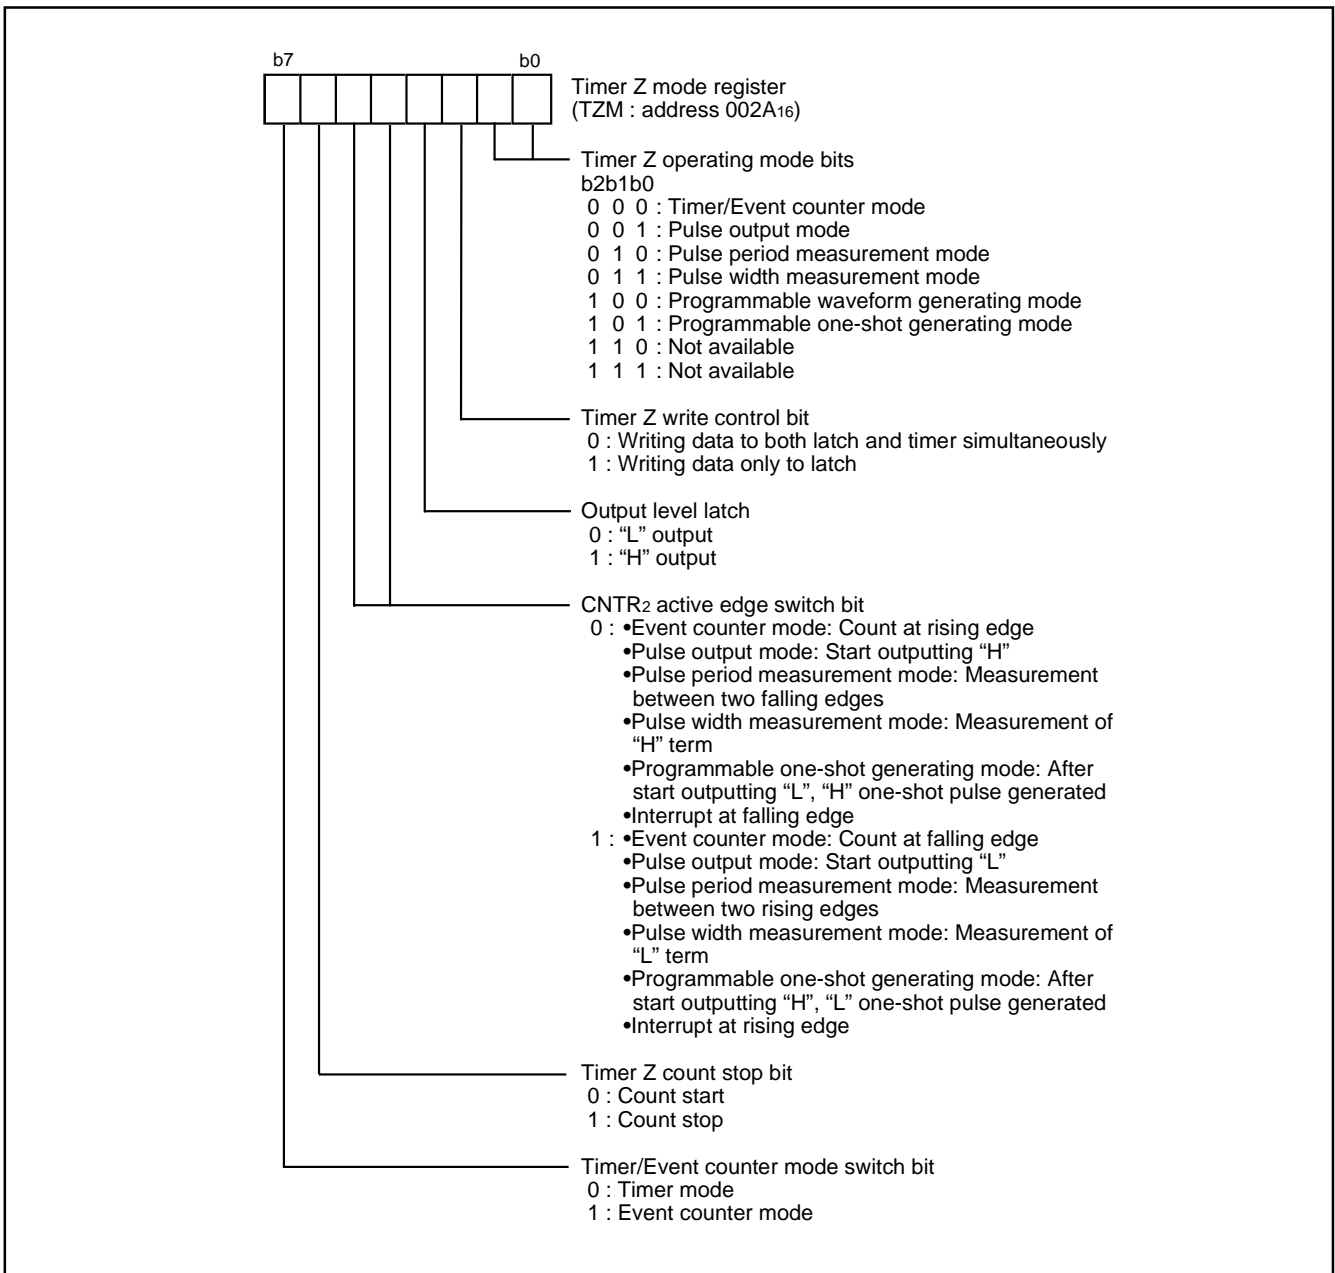 b7 b0
Timer Z mode register
(TZM : address 002A16)
Timer Z operating mode bits
b2b1b0
0 0 0 : Timer/Event counter mode
0 0 1 : Pulse output mode
0 1 0 : Pulse period measurement mode
0 1 1 : Pulse width measurement mode
1 0 0 : Programmable waveform generating mode
1 0 1 : Programmable one-shot generating mode
1 1 0 : Not available
1 1 1 : Not available
Timer Z write control bit
0 : Writing data to both latch and timer simultaneously
1 : Writing data only to latch
Output level latch
0 : “L” output
1 : “H” output
CNTR2 active edge switch bit
0 : •Event counter mode: Count at rising edge
•Pulse output mode: Start outputting “H”
•Pulse period measurement mode: Measurement
between two falling edges
•Pulse width measurement mode: Measurement of
“H” term
•Programmable one-shot generating mode: After
start outputting “L”, “H” one-shot pulse generated
•Interrupt at falling edge
1 : •Event counter mode: Count at falling edge
•Pulse output mode: Start outputting “L”
•Pulse period measurement mode: Measurement
between two rising edges
•Pulse width measurement mode: Measurement of
“L” term
•Programmable one-shot generating mode: After
start outputting “H”, “L” one-shot pulse generated
•Interrupt at rising edge
Timer Z count stop bit
0 : Count start
1 : Count stop
Timer/Event counter mode switch bit
0 : Timer mode
1 : Event counter mode